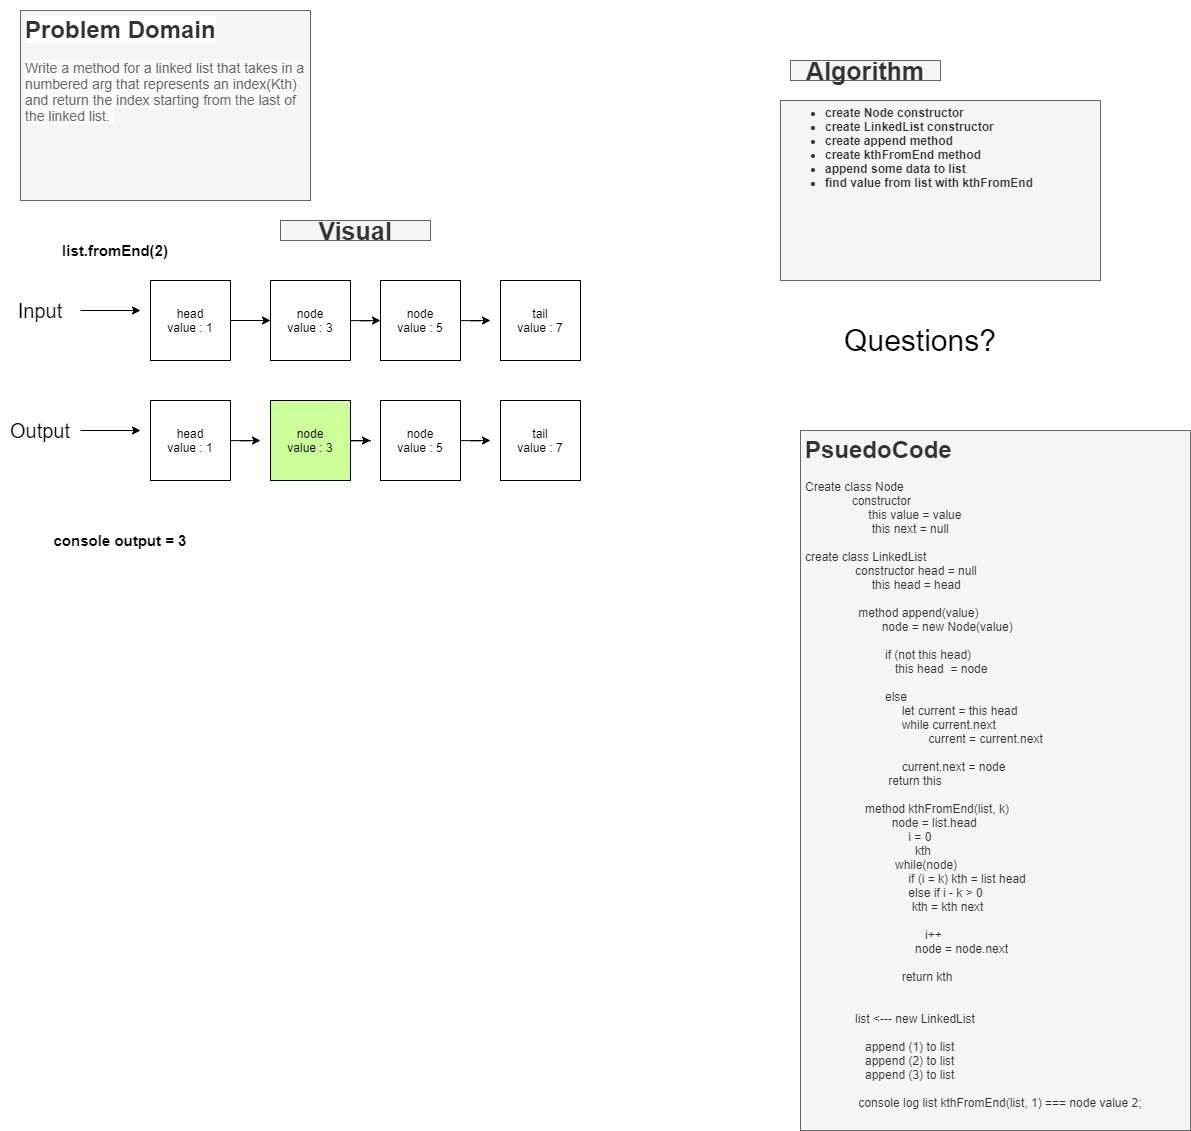 Problem Domain
Write a method for a linked list that takes in a
numbered arg that represents an index(Kth)
and return the index starting from the last of
the linked list.
Visual
list.fromEnd(2)
Input
head
value : 1
node
value : 3
node
value : 5
tail
value : 7
Output
head
value : 1
node
value : 3
node
value : 5
tail
value : 7
console output = 3
Algorithm
• create Node constructor
• create LinkedList constructor
• create append method
• create kthFromEnd method
• append some data to list
• find value from list with kthFromEnd
Questions?
PsuedoCode
Create class Node
constructor
this value = value
this next = null
create class LinkedList
constructor head = null
this head = head
method append(value)
node = new Node(value)
if (not this head)
this head  = node
else
let current = this head
while current.next
current = current.next
current.next = node
return this
method kthFromEnd(list, k)
node = list.head
i = 0
kth
while(node)
if (i = k) kth = list head
else if i - k > 0
kth = kth next
i++
node = node.next
return kth
list <--- new LinkedList
append (1) to list
append (2) to list
append (3) to list
console log list kthFromEnd(list, 1) === node value 2;